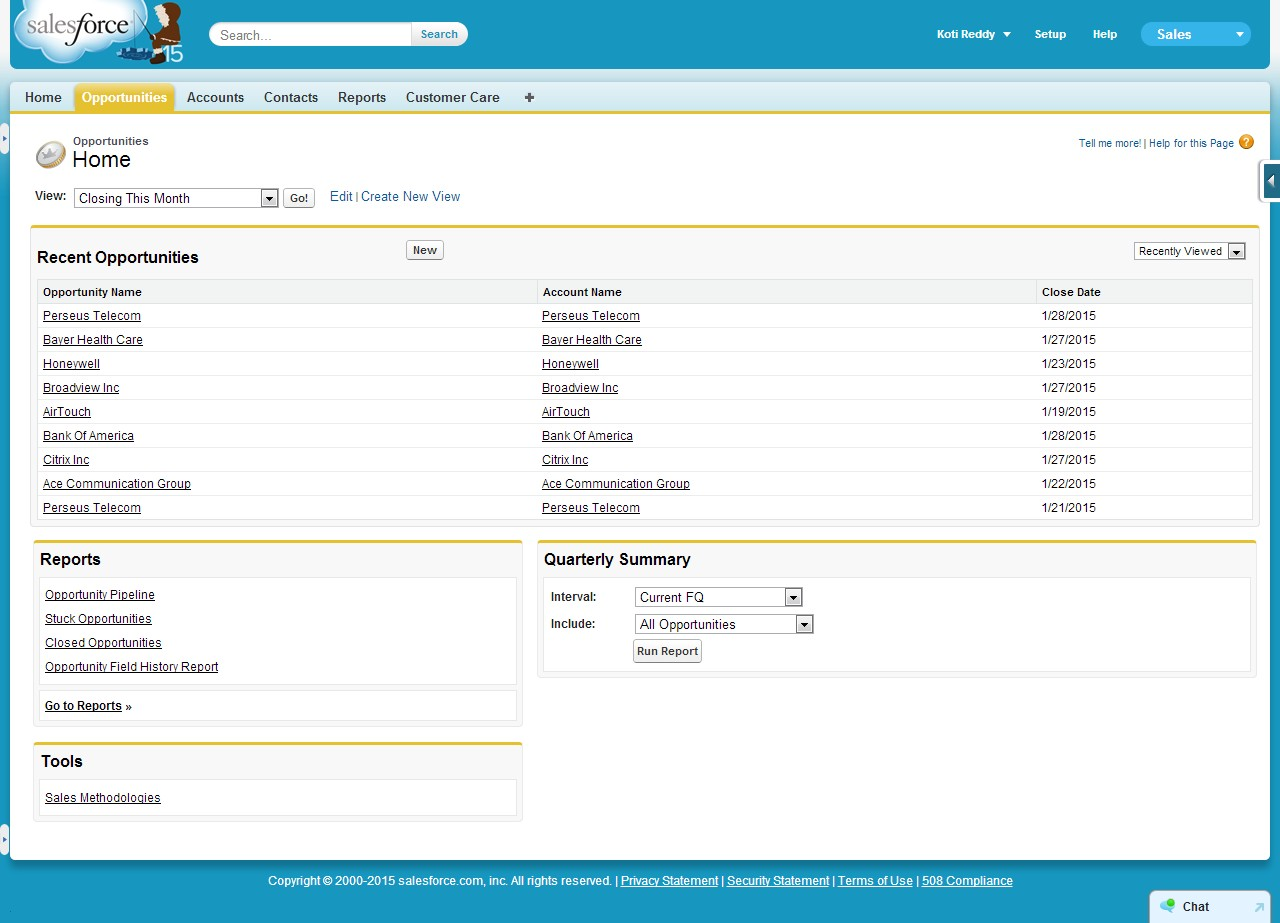 salesforce
15
Search...
Search
Koti Reddy
Setup
Help
Sales
Home
Opportunities
Accounts
Contacts
Reports
Customer Care
+
Opportunities
Home
Tell me more! | Help for this Page ?
View: Closing This Month Go! Edit | Create New View
Recent Opportunities
New
Recently Viewed
Opportunity Name Account Name Close Date
Perseus Telecom Perseus Telecom 1/28/2015
Bayer Health Care Bayer Health Care 1/27/2015
Honeywell Honeywell 1/23/2015
Broadview Inc Broadview Inc 1/27/2015
AirTouch AirTouch 1/19/2015
Bank Of America Bank Of America 1/28/2015
Citrix Inc Citrix Inc 1/27/2015
Ace Communication Group Ace Communication Group 1/22/2015
Perseus Telecom Perseus Telecom 1/21/2015
Reports
Opportunity Pipeline
Stuck Opportunities
Closed Opportunities
Opportunity Field History Report
Go to Reports »
Quarterly Summary
Interval: Current FQ
Include: All Opportunities
Run Report
Tools
Sales Methodologies
Copyright © 2000-2015 salesforce.com, inc. All rights reserved. | Privacy Statement | Security Statement | Terms of Use | 508 Compliance
Chat